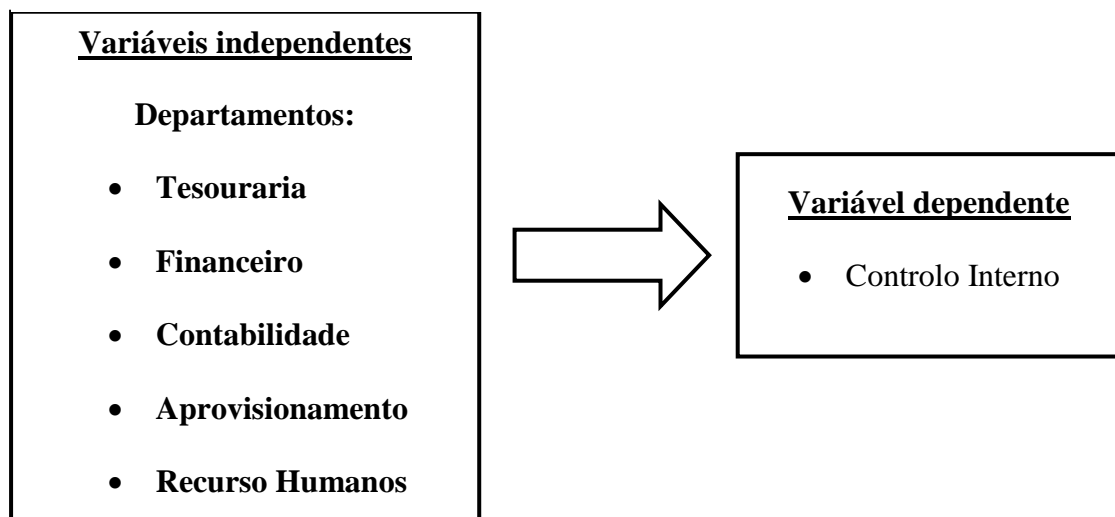 Variáveis independentes
Departamentos:
• Tesouraria
• Financeiro
• Contabilidade
• Aprovisionamento
• Recurso Humanos
Variável dependente
• Controlo Interno